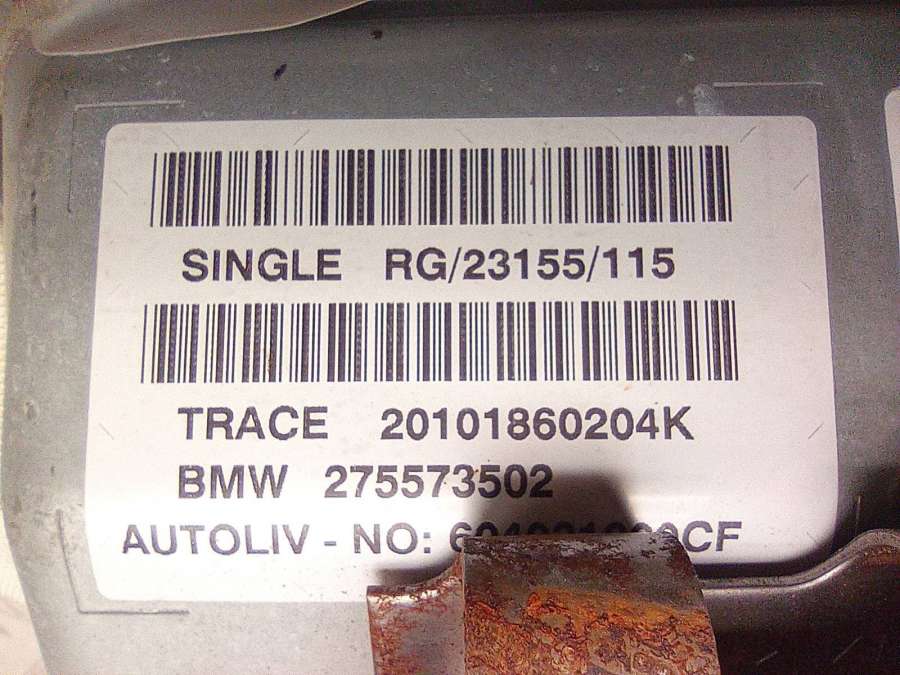 SINGLE RG/23155/115
TRACE 20101860204K
BMW 275573502
AUTOLIV - NO: